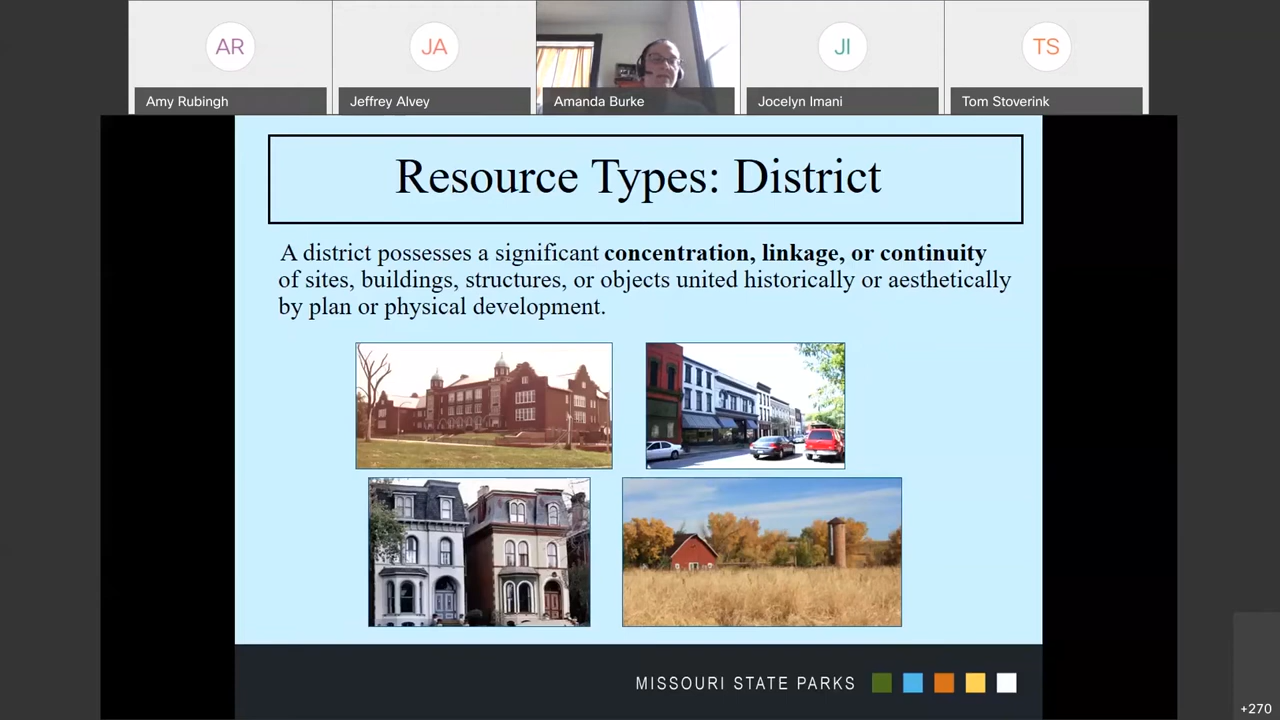 AR
JA
JI
TS
Amy Rubingh
Jeffrey Alvey
Amanda Burke
Jocelyn Imani
Tom Stoverink
Resource Types: District
A district possesses a significant concentration, linkage, or continuity
of sites, buildings, structures, or objects united historically or aesthetically
by plan or physical development.
MISSOURI STATE PARKS
+270